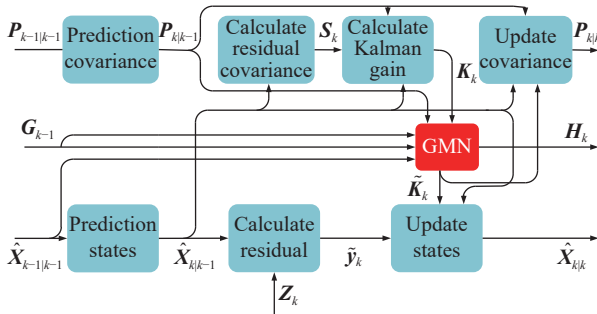 P_{k−1|k−1}
Prediction
covariance
P_{k|k−1}
Calculate
residual
covariance
S_k
Calculate
Kalman
gain
K_k
Update
covariance
P_{k|k}
G_{k−1}
GMN
H_k
K̃_k
X̂_{k−1|k−1}
Prediction
states
X̂_{k|k−1}
Calculate
residual
ỹ_k
Update
states
X̂_{k|k}
Z_k